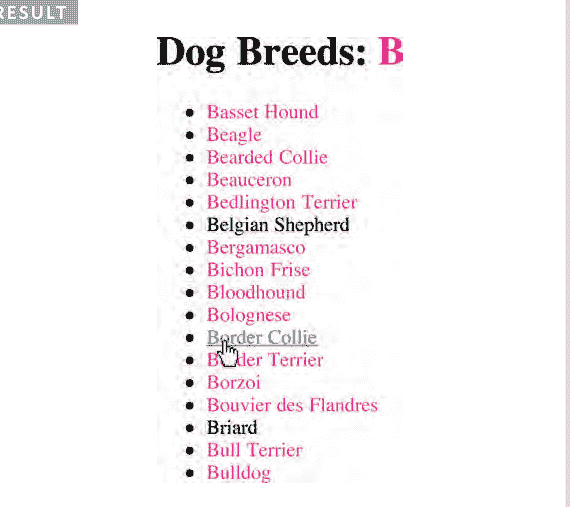 RESULT
Dog Breeds: B
Basset Hound
Beagle
Bearded Collie
Beauceron
Bedlington Terrier
Belgian Shepherd
Bergamasco
Bichon Frise
Bloodhound
Bolognese
Border Collie
Border Terrier
Borzoi
Bouvier des Flandres
Briard
Bull Terrier
Bulldog